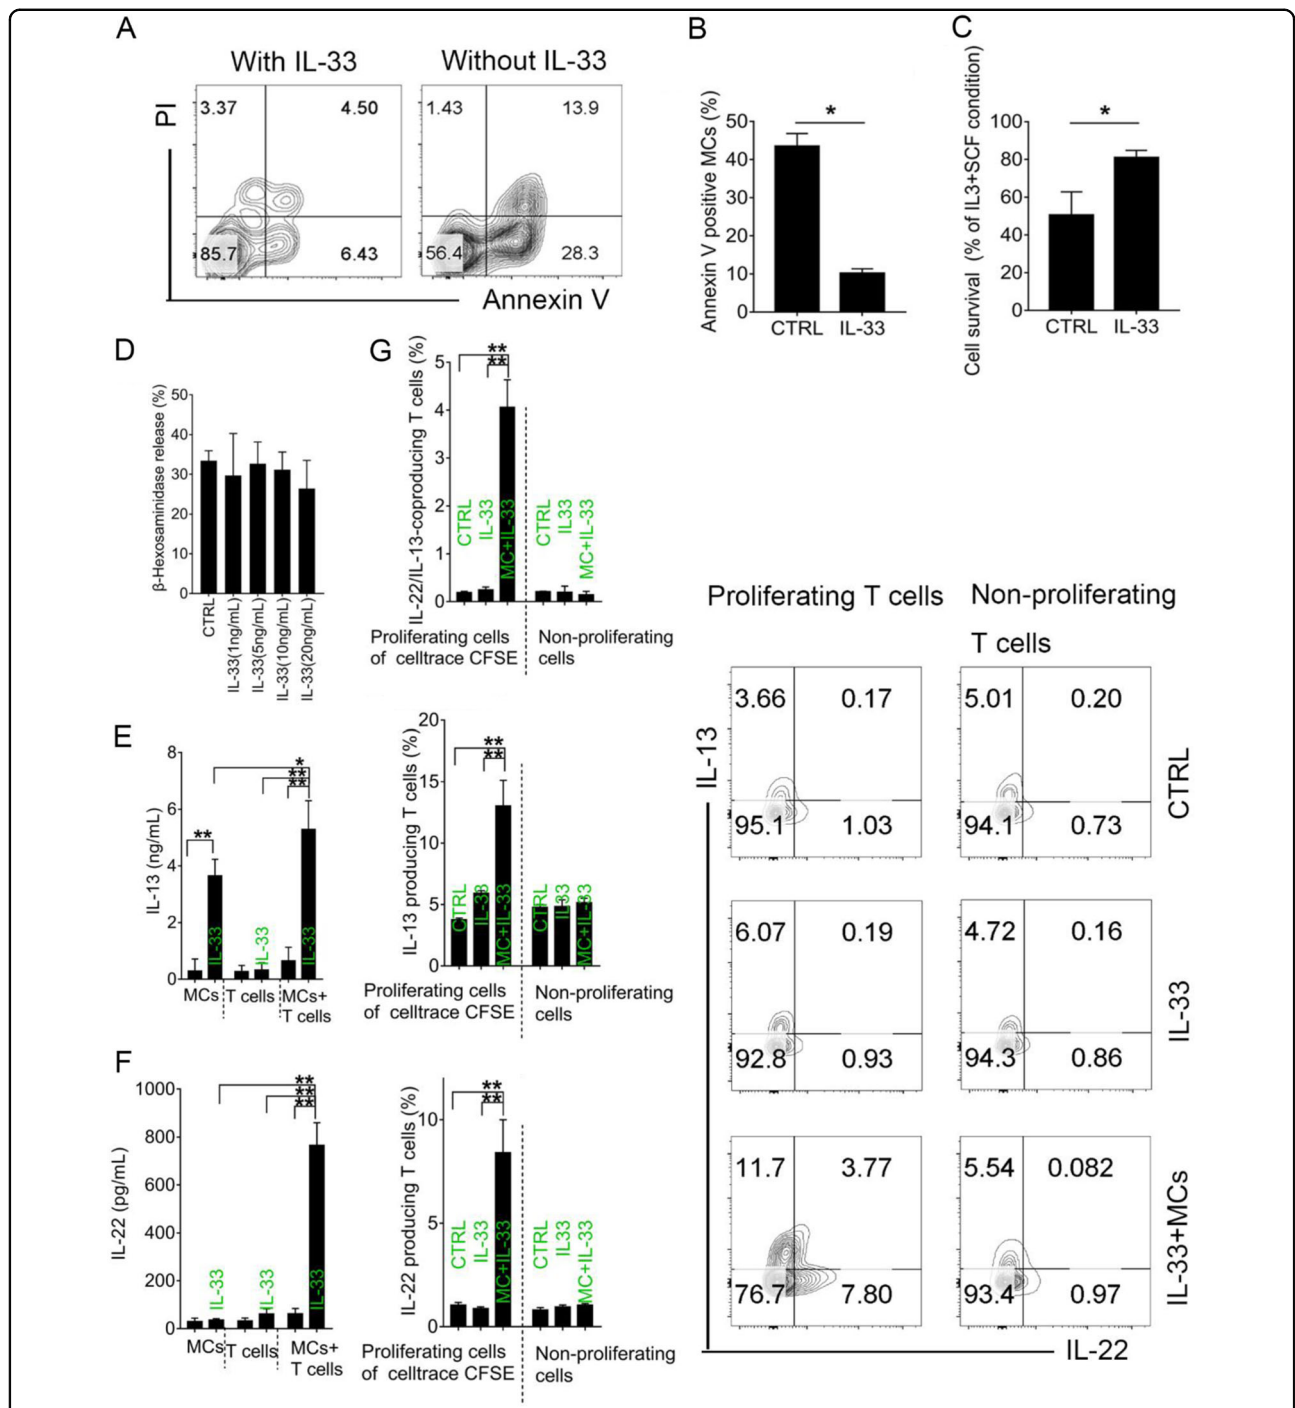 A
With IL-33
Without IL-33
PI
3.37
4.50
85.7
6.43
1.43
13.9
56.4
28.3
Annexin V
B
Annexin V positive MCs (%)
50
40
30
20
10
0
*
CTRL
IL-33
C
Cell survival (% of IL3+SCF condition)
100
80
60
40
20
0
*
CTRL
IL-33
D
β-Hexosaminidase release (%)
50
40
30
20
10
0
CTRL
IL-33(1ng/mL)
IL-33(5ng/mL)
IL-33(10ng/mL)
IL-33(20ng/mL)
E
IL-13 (ng/mL)
8
6
4
2
0
**
*
**
**
IL-33
IL-33
IL-33
MCs
T cells
MCs+
T cells
F
IL-22 (pg/mL)
1000
800
600
400
200
0
**
**
**
IL-33
IL-33
IL-33
MCs
T cells
MCs+
T cells
G
IL-22/IL-13-coproducing T cells (%)
5
4
3
2
1
0
**
**
CTRL
IL-33
MC+IL-33
CTRL
IL33
MC+IL-33
Proliferating cells
of celltrace CFSE
Non-proliferating
cells
IL-13 producing T cells (%)
20
15
10
5
0
**
**
CTRL
IL-33
MC+IL-33
CTRL
IL33
MC+IL-33
Proliferating cells
of celltrace CFSE
Non-proliferating
cells
IL-22 producing T cells (%)
10
5
0
**
**
CTRL
IL-33
MC+IL-33
CTRL
IL33
MC+IL-33
Proliferating cells
of celltrace CFSE
Non-proliferating
cells
Proliferating T cells
Non-proliferating
T cells
IL-13
3.66
0.17
95.1
1.03
5.01
0.20
94.1
0.73
CTRL
6.07
0.19
92.8
0.93
4.72
0.16
94.3
0.86
IL-33
11.7
3.77
76.7
7.80
5.54
0.082
93.4
0.97
IL-33+MCs
IL-22